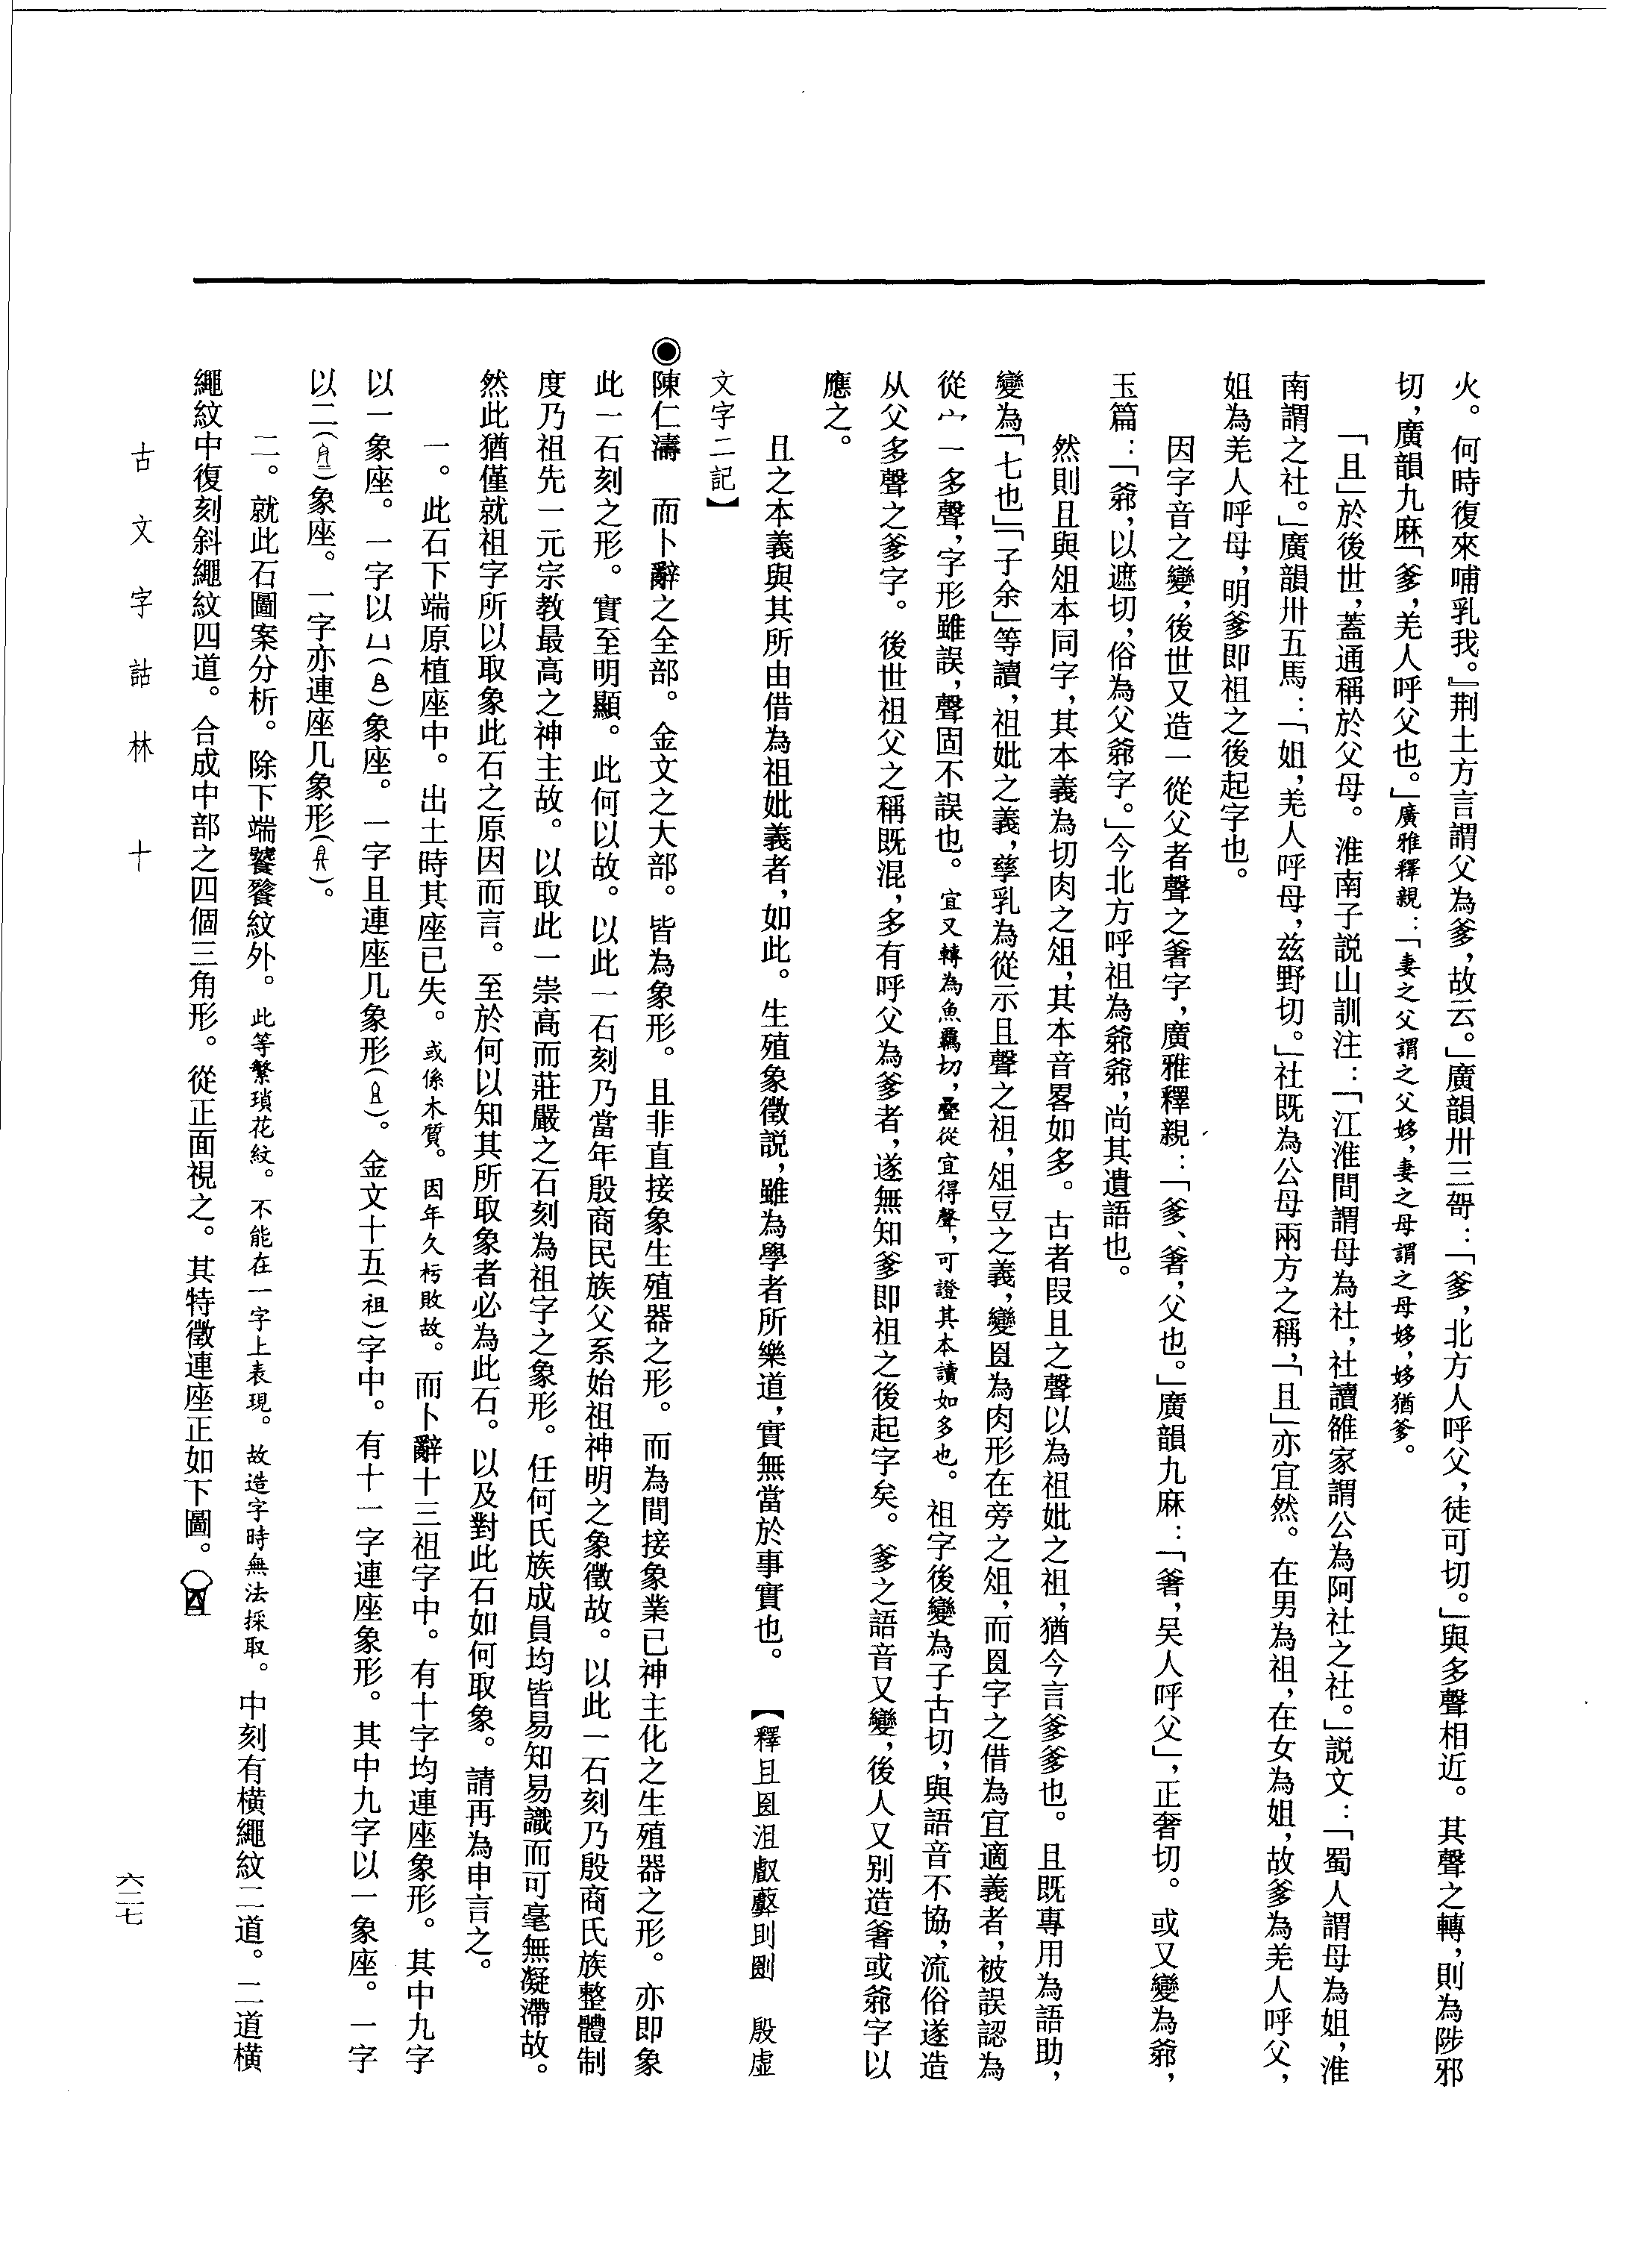 火。何時復來哺乳我。』荆土方言謂父為爹，故云。」廣韻卅三哿：「爹，北方人呼父，徒可切。」與多聲相近。其聲之轉，則為陟邪
切，廣韻九麻「爹，羌人呼父也。」廣雅釋親：「妻之父謂之父姼，妻之母謂之母姼，姼猶爹。
「且」於後世，蓋通稱於父母。淮南子説山訓注：「江淮間謂母為社，社讀雒家謂公為阿社之社。」説文：「蜀人謂母為姐，淮
南謂之社。」廣韻卅五馬：「姐，羌人呼母，兹野切。」社既為公母兩方之稱，「且」亦宜然。在男為祖，在女為姐，故爹為羌人呼父，
姐為羌人呼母，明爹即祖之後起字也。
因字音之變，後世又造一從父者聲之奢字，廣雅釋親：「爹、奢，父也。」廣韻九麻：「奢，吴人呼父」，正奢切。或又變為爺，
玉篇：「爺，以遮切，俗為父爺字。」今北方呼祖為爺爺，尚其遺語也。
然則且與俎本同字，其本義為切肉之俎，其本音畧如多。古者叚且之聲以為祖妣之祖，猶今言爹爹也。且既專用為語助，
變為「七也」「子余」等讀，祖妣之義，孳乳為從示且聲之祖，俎豆之義，變為肉形在旁之俎，而字之借為宜適義者，被誤認為
從宀一多聲，字形雖誤，聲固不誤也。宜又轉為魚羈切，疊從宜得聲，可證其本讀如多也。祖字後變為子古切，與語音不協，流俗遂造
从父多聲之爹字。後世祖父之稱既混，多有呼父為爹者，遂無知爹即祖之後起字矣。爹之語音又變，後人又别造奢或爺字以
應之。
且之本義與其所由借為祖妣義者，如此。生殖象徵説，雖為學者所樂道，實無當於事實也。【釋且沮㕞　殷虚
文字二記】
◉陳仁濤　而卜辭之全部。金文之大部。皆為象形。且非直接象生殖器之形。而為間接象業已神主化之生殖器之形。亦即象
此一石刻之形。實至明顯。此何以故。以此一石刻乃當年殷商民族父系始祖神明之象徵故。以此一石刻乃殷商氏族整體制
度乃祖先一元宗教最高之神主故。以取此一崇高而莊嚴之石刻為祖字之象形。任何氏族成員均皆易知易識而可毫無凝滯故。
然此猶僅就祖字所以取象此石之原因而言。至於何以知其所取象者必為此石。以及對此石如何取象。請再為申言之。
一。此石下端原植座中。出土時其座已失。或係木質。因年久朽敗故。而卜辭十三祖字中。有十字均連座象形。其中九字
以一象座。一字以（）象座。一字且連座几象形（）。金文十五（祖）字中。有十一字連座象形。其中九字以一象座。一字
以二（）象座。一字亦連座几象形（）。
二。就此石圖案分析。除下端饕餮紋外。此等繁瑣花紋。不能在一字上表現。故造字時無法採取。中刻有橫繩紋二道。二道橫
繩紋中復刻斜繩紋四道。合成中部之四個三角形。從正面視之。其特徵連座正如下圖。
古文字詁林　十
六二七